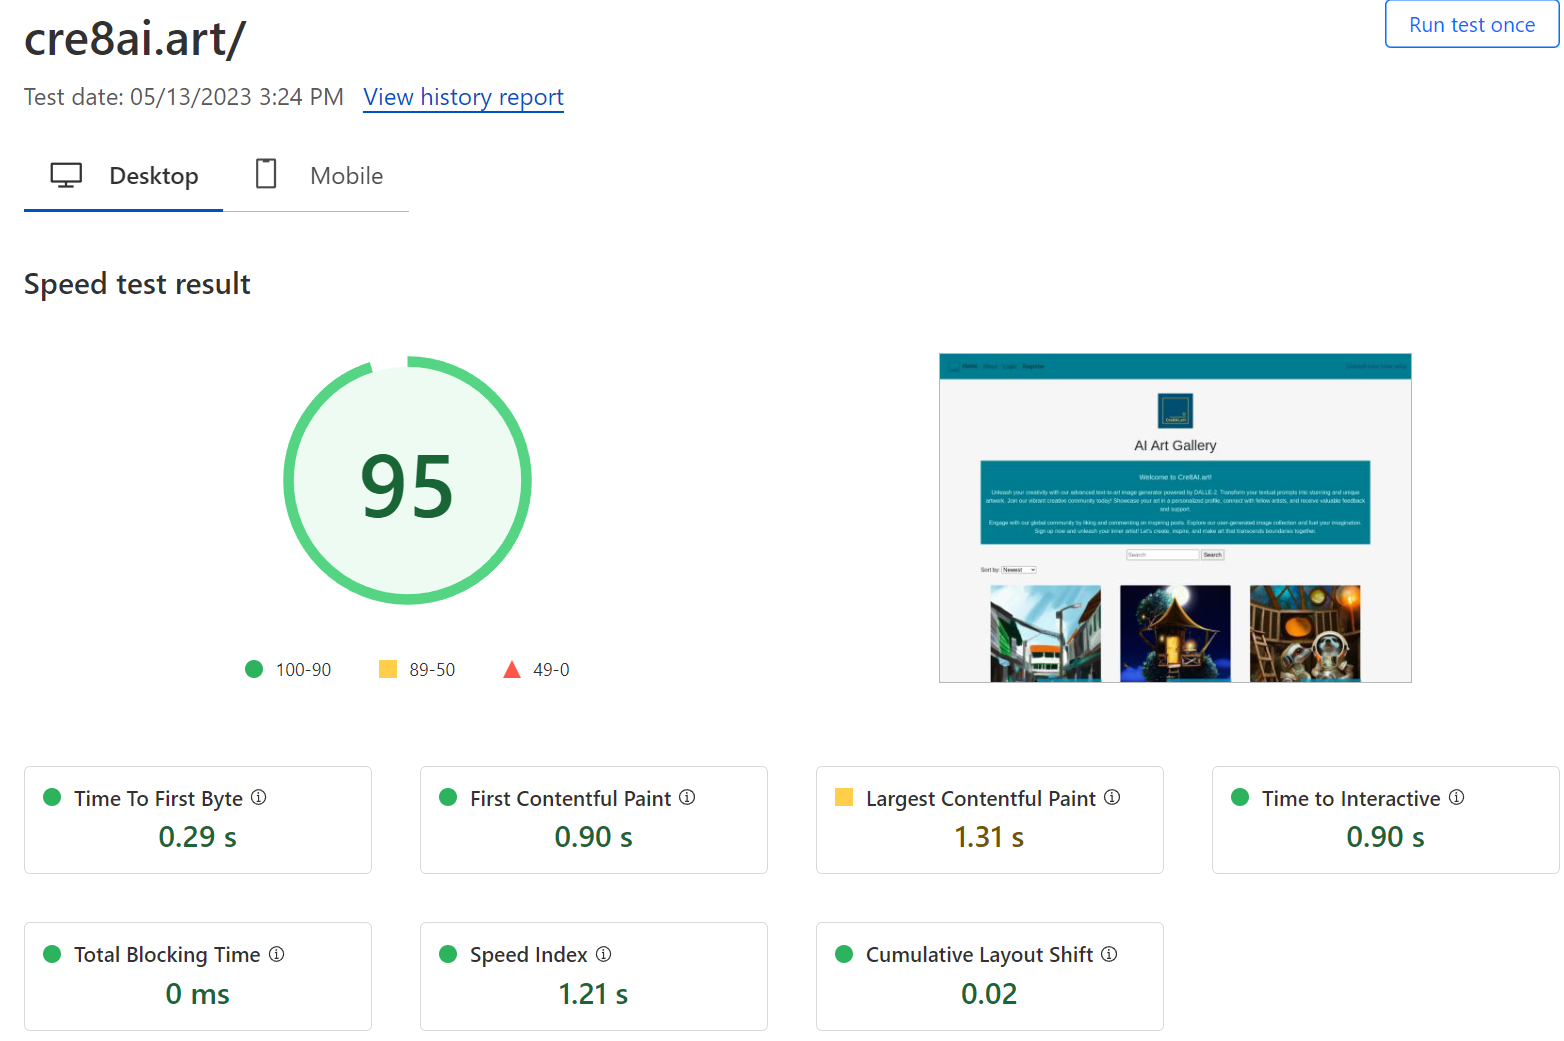 cre8ai.art/
Run test once
Test date: 05/13/2023 3:24 PM View history report
Desktop Mobile
Speed test result
95
100-90 89-50 49-0
Home About Login Register
AI Art Gallery
Welcome to Cre8AI.art!
Unleash your creativity with our advanced text-to-art image generator powered by DALLE-2. Transform your textual prompts into stunning and unique
artwork. Join our vibrant creative community today! Showcase your art in a personalized profile, connect with fellow artists, and receive valuable feedback
and support.
Engage with our global community by liking and commenting on inspiring posts. Explore our user-generated image collection and fuel your imagination.
Sign up now and unleash your inner artist! Let's create, inspire, and make art that transcends boundaries together.
Search Search
Sort by: Newest
Time To First Byte
0.29 s
First Contentful Paint
0.90 s
Largest Contentful Paint
1.31 s
Time to Interactive
0.90 s
Total Blocking Time
0 ms
Speed Index
1.21 s
Cumulative Layout Shift
0.02